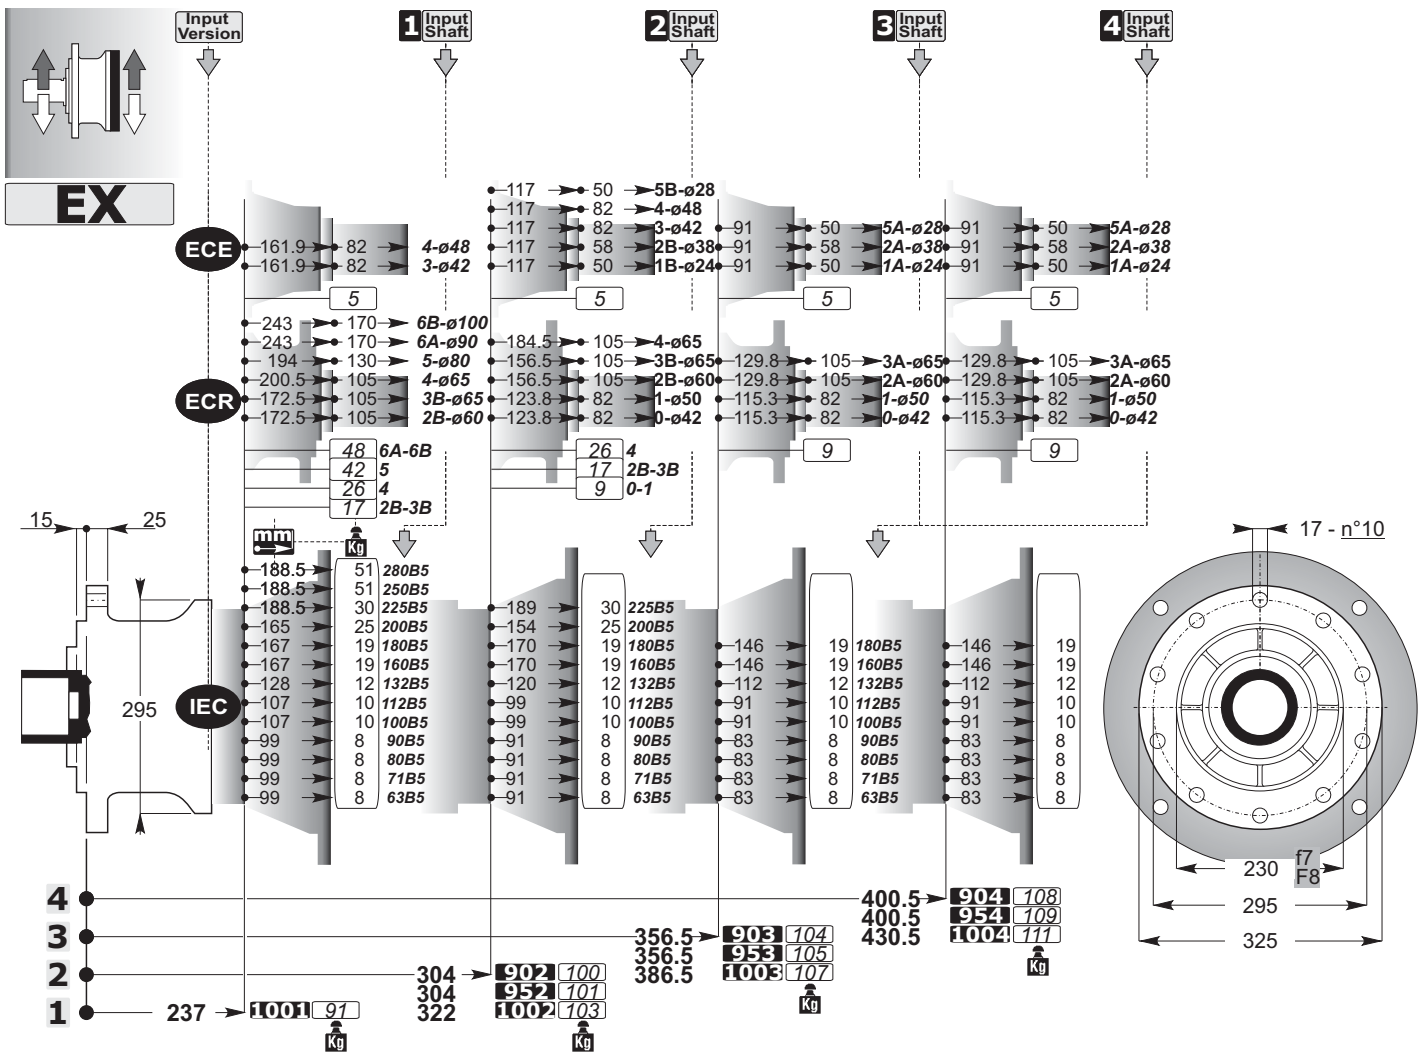 Input Version
1 Input Shaft
2 Input Shaft
3 Input Shaft
4 Input Shaft
EX
117 50 5B-ø28
117 82 4-ø48
117 82 3-ø42 91 50 5A-ø28 91 50 5A-ø28
ECE 161.9 82 4-ø48 117 58 2B-ø38 91 58 2A-ø38 91 58 2A-ø38
161.9 82 3-ø42 117 50 1B-ø24 91 50 1A-ø24 91 50 1A-ø24
5 5 5 5
243 170 6B-ø100
243 170 6A-ø90 184.5 105 4-ø65
194 130 5-ø80 156.5 105 3B-ø65 129.8 105 3A-ø65 129.8 105 3A-ø65
200.5 105 4-ø65 156.5 105 2B-ø60 129.8 105 2A-ø60 129.8 105 2A-ø60
ECR 172.5 105 3B-ø65 123.8 82 1-ø50 115.3 82 1-ø50 115.3 82 1-ø50
172.5 105 2B-ø60 123.8 82 0-ø42 115.3 82 0-ø42 115.3 82 0-ø42
48 6A-6B 26 4 9 9
42 5 17 2B-3B
26 4 9 0-1
17 2B-3B
15 25 mm Kg 17 - n°10
188.5 51 280B5
188.5 51 250B5
188.5 30 225B5 189 30 225B5
165 25 200B5 154 25 200B5
167 19 180B5 170 19 180B5 146 19 180B5 146 19
167 19 160B5 170 19 160B5 146 19 160B5 146 19
128 12 132B5 120 12 132B5 112 12 132B5 112 12
295 IEC 107 10 112B5 99 10 112B5 91 10 112B5 91 10
107 10 100B5 99 10 100B5 91 10 100B5 91 10
99 8 90B5 91 8 90B5 83 8 90B5 83 8
99 8 80B5 91 8 80B5 83 8 80B5 83 8
99 8 71B5 91 8 71B5 83 8 71B5 83 8
99 8 63B5 91 8 63B5 83 8 63B5 83 8
230 f7 F8
295
325
4 400.5 904 108
400.5 954 109
430.5 1004 111
Kg
3 356.5 903 104
356.5 953 105
386.5 1003 107
Kg
2 304 902 100
304 952 101
322 1002 103
Kg
1 237 1001 91
Kg